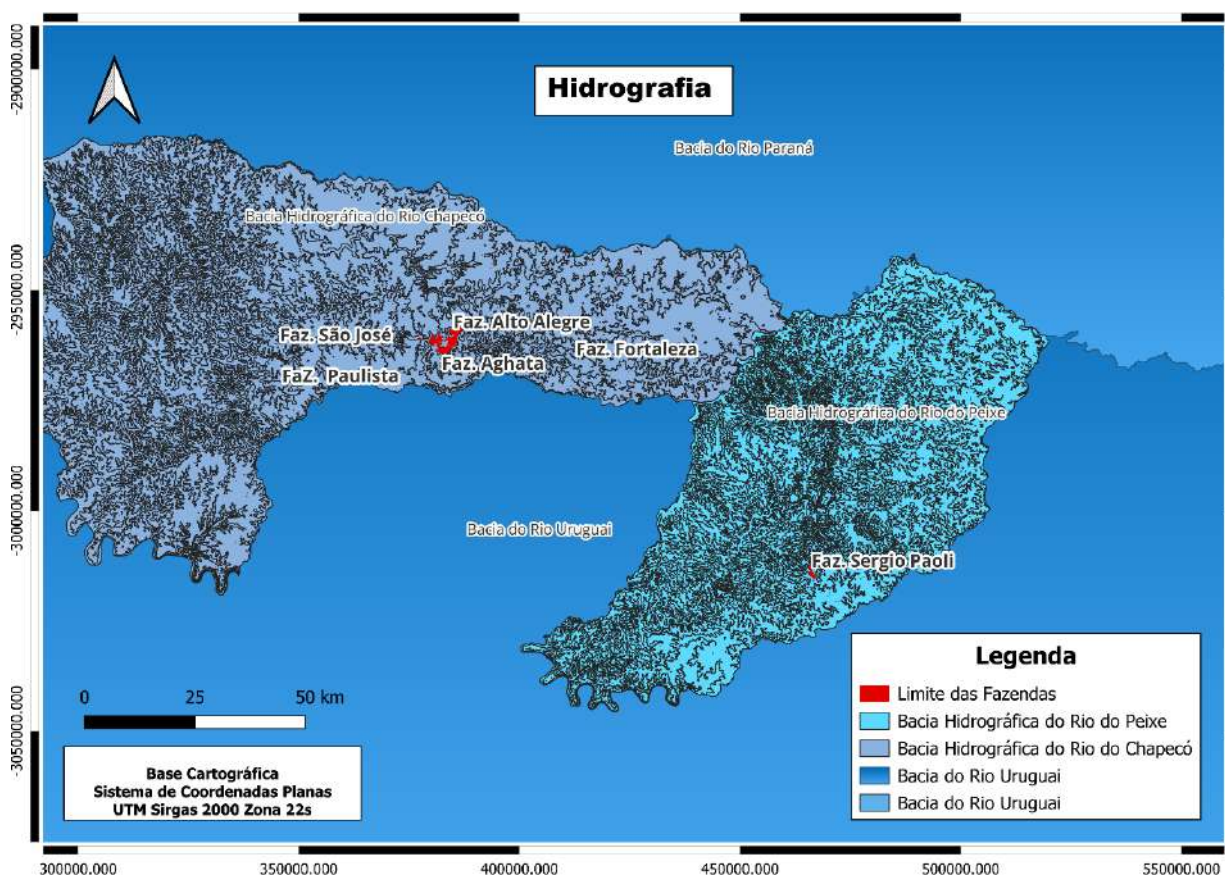 Hidrografia
Bacia do Rio Paraná
Bacia Hidrográfica do Rio Chapecó
Faz. Alto Alegre
Faz. São José
Faz. Fortaleza
Faz. Aghata
FaZ. Paulista
Bacia Hidrográfica do Rio do Peixe
Bacia do Rio Uruguai
Faz. Sergio Paoli
Legenda
Limite das Fazendas
Bacia Hidrográfica do Rio do Peixe
Bacia Hidrográfica do Rio do Chapecó
Bacia do Rio Uruguai
Bacia do Rio Uruguai
0 25 50 km
Base Cartográfica
Sistema de Coordenadas Planas
UTM Sirgas 2000 Zona 22s
-2900000.000
-2950000.000
-3000000.000
-3050000.000
300000.000 350000.000 400000.000 450000.000 500000.000 550000.000